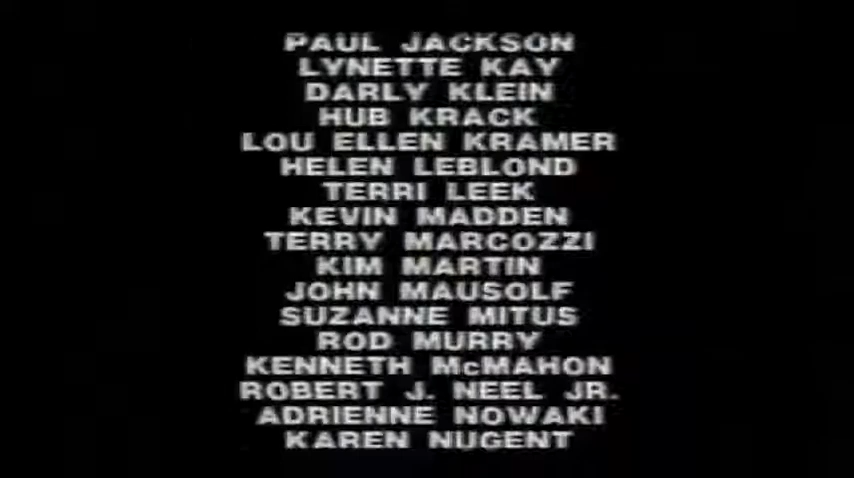 PAUL JACKSON
LYNETTE KAY
DARLY KLEIN
HUB KRACK
LOU ELLEN KRAMER
HELEN LEBLOND
TERRI LEEK
KEVIN MADDEN
TERRY MARCOZZI
KIM MARTIN
JOHN MAUSOLF
SUZANNE MITUS
ROD MURRY
KENNETH McMAHON
ROBERT J. NEEL JR.
ADRIENNE NOWAKI
KAREN NUGENT